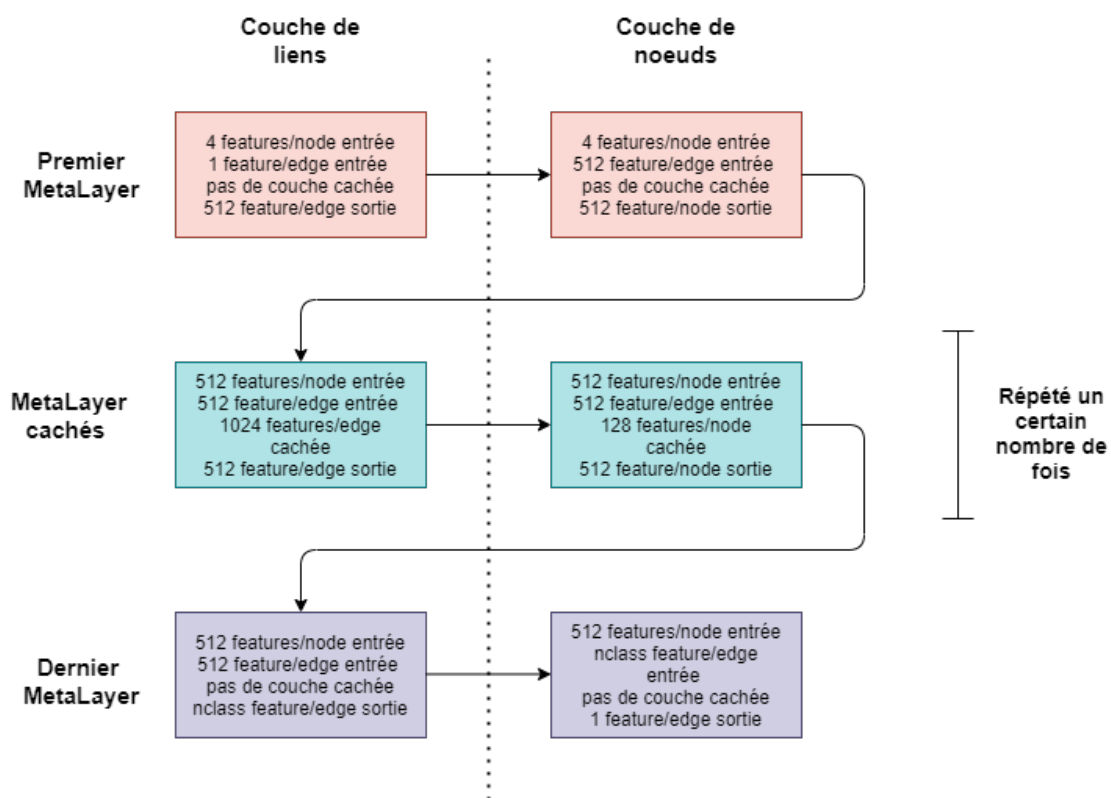 Couche de
liens
Couche de
noeuds
Premier
MetaLayer
4 features/node entrée
1 feature/edge entrée
pas de couche cachée
512 feature/edge sortie
4 features/node entrée
512 feature/edge entrée
pas de couche cachée
512 feature/node sortie
MetaLayer
cachés
512 features/node entrée
512 feature/edge entrée
1024 features/edge
cachée
512 feature/edge sortie
512 features/node entrée
512 feature/edge entrée
128 features/node
cachée
512 feature/node sortie
Répété un
certain
nombre de
fois
Dernier
MetaLayer
512 features/node entrée
512 feature/edge entrée
pas de couche cachée
nclass feature/edge sortie
512 features/node entrée
nclass feature/edge
entrée
pas de couche cachée
1 feature/edge sortie